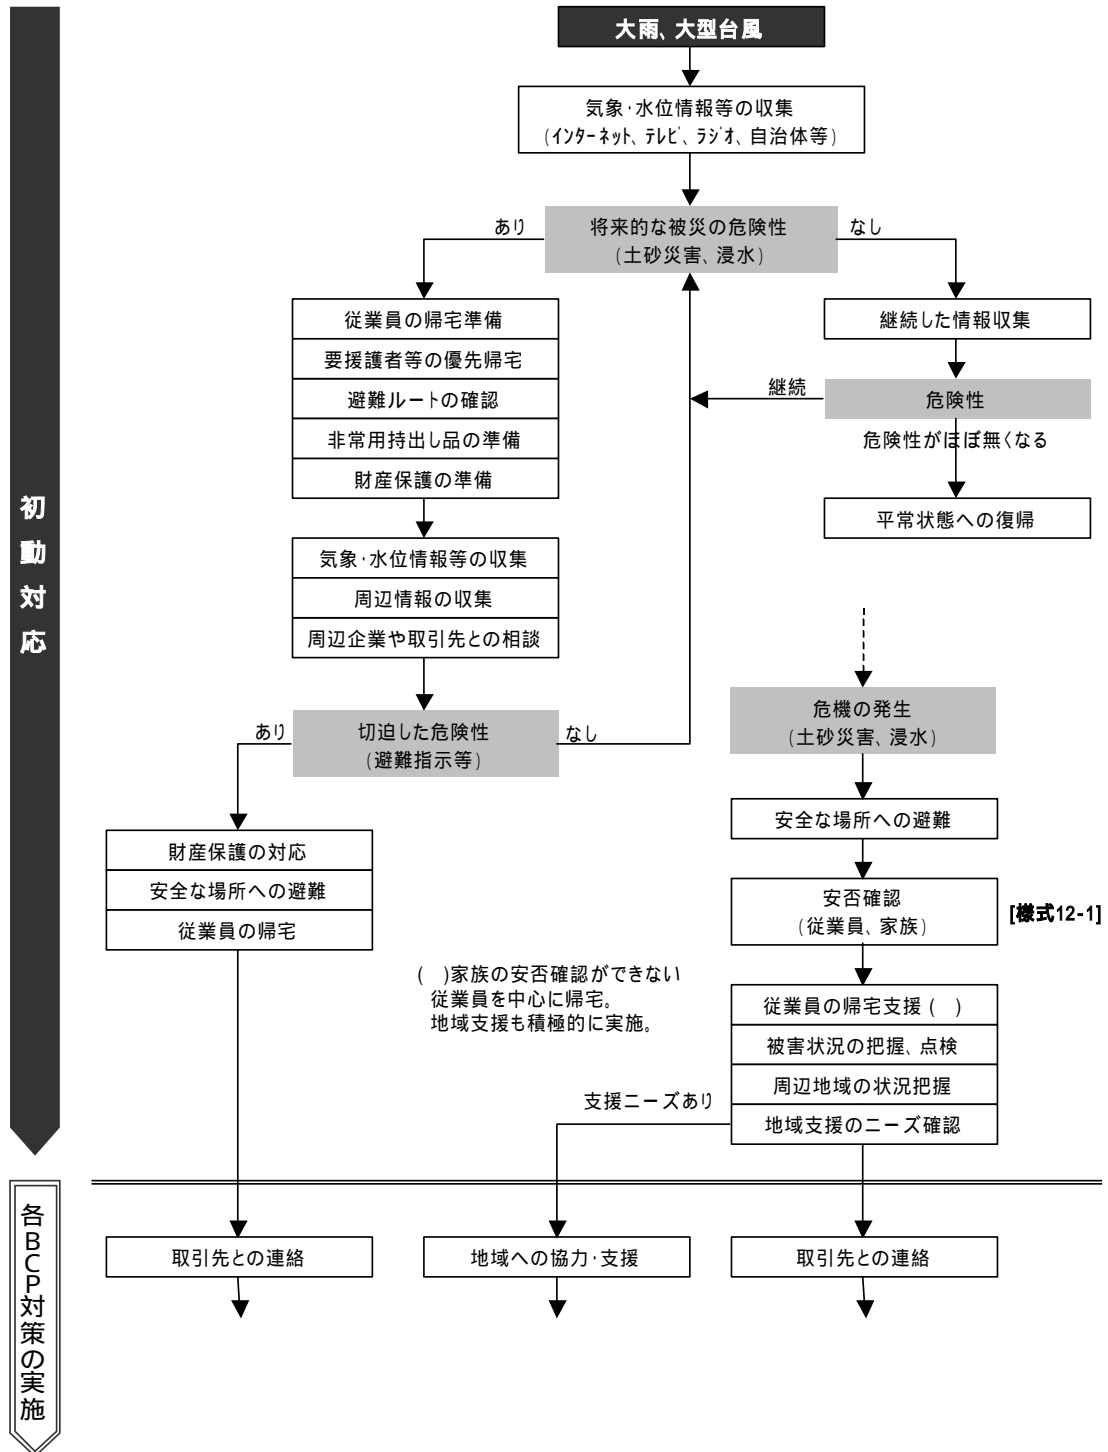 大雨、大型台風
気象・水位情報等の収集
(インターネット、テレビ、ラジオ、自治体等)
将来的な被災の危険性
(土砂災害、浸水)
あり
なし
従業員の帰宅準備
要援護者等の優先帰宅
避難ルートの確認
非常用持出し品の準備
財産保護の準備
継続した情報収集
継続
危険性
危険性がほぼ無くなる
平常状態への復帰
気象・水位情報等の収集
周辺情報の収集
周辺企業や取引先との相談
切迫した危険性
(避難指示等)
あり
なし
財産保護の対応
安全な場所への避難
従業員の帰宅
危機の発生
(土砂災害、浸水)
安全な場所への避難
安否確認
(従業員、家族)
[様式12-1]
(　)家族の安否確認ができない
従業員を中心に帰宅。
地域支援も積極的に実施。
従業員の帰宅支援 (　)
被害状況の把握、点検
周辺地域の状況把握
地域支援のニーズ確認
支援ニーズあり
初動対応
取引先との連絡
地域への協力・支援
取引先との連絡
各BCP対策の実施